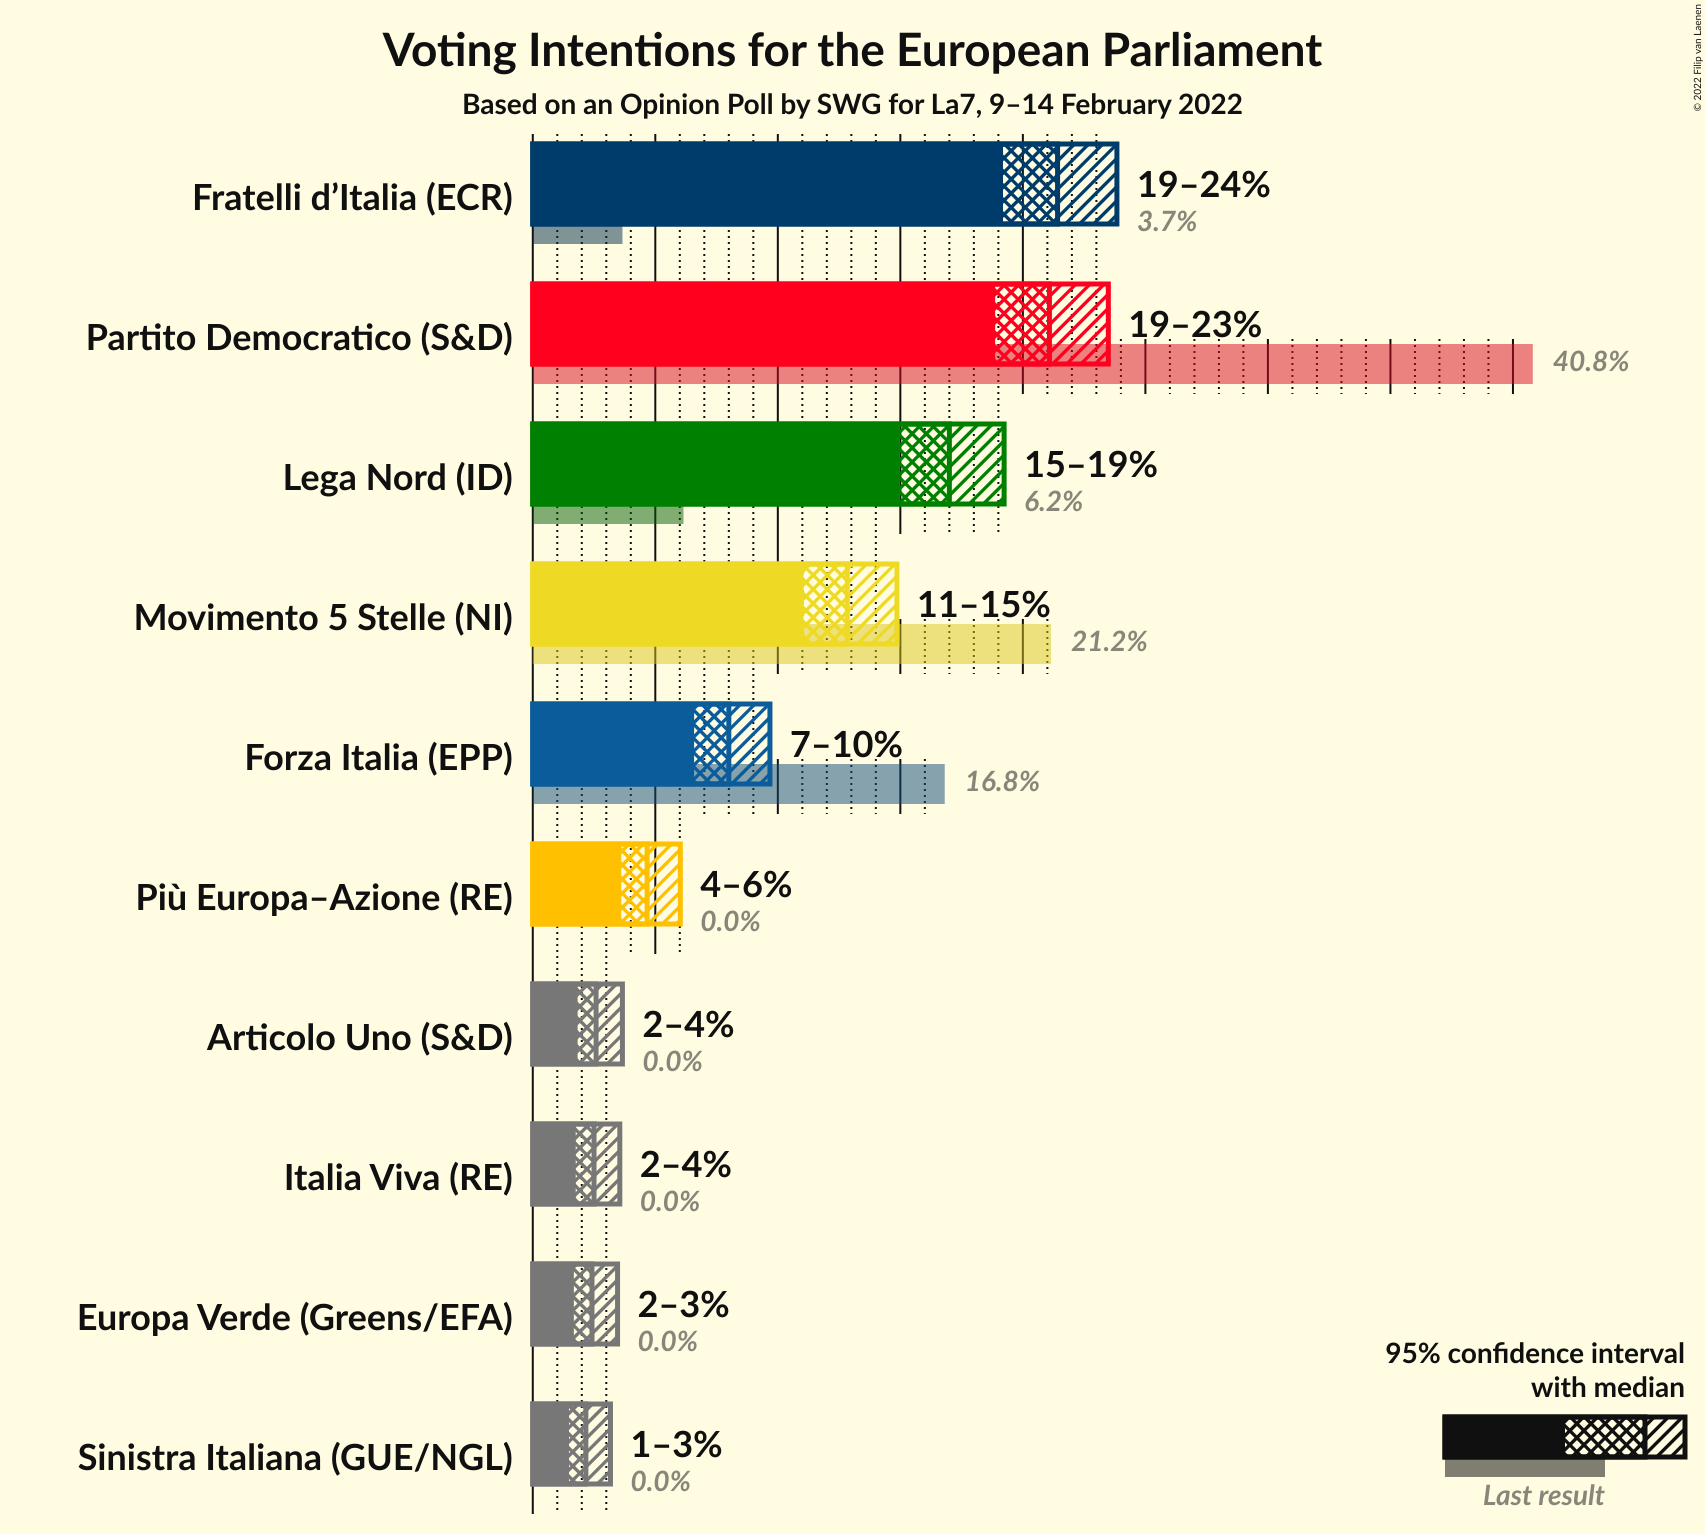 Voting Intentions for the European Parliament
Based on an Opinion Poll by SWG for La7, 9–14 February 2022
© 2022 Filip van Laenen
Fratelli d’Italia (ECR)
19–24%
3.7%
Partito Democratico (S&D)
19–23%
40.8%
Lega Nord (ID)
15–19%
6.2%
Movimento 5 Stelle (NI)
11–15%
21.2%
Forza Italia (EPP)
7–10%
16.8%
Più Europa–Azione (RE)
4–6%
0.0%
Articolo Uno (S&D)
2–4%
0.0%
Italia Viva (RE)
2–4%
0.0%
Europa Verde (Greens/EFA)
2–3%
0.0%
Sinistra Italiana (GUE/NGL)
1–3%
0.0%
95% confidence interval
with median
Last result